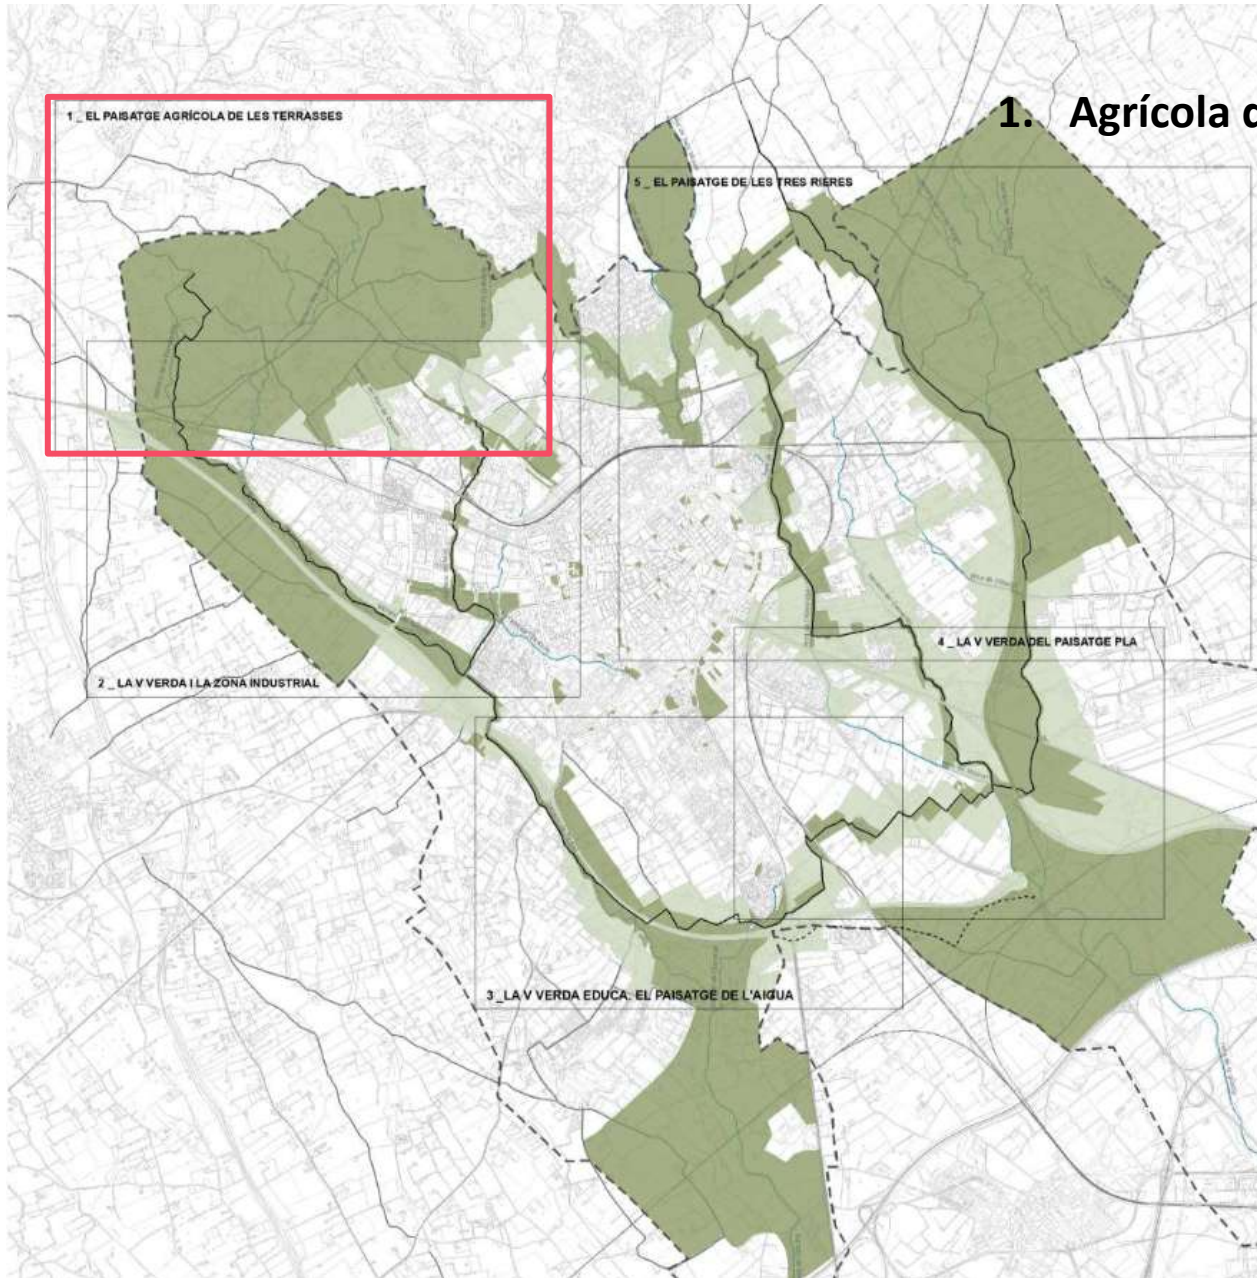 1. Agrícola d
1 _ EL PAISATGE AGRÍCOLA DE LES TERRASSES
5 _ EL PAISATGE DE LES TRES RIERES
4 _ LA V VERDA DEL PAISATGE PLA
2 _ LA V VERDA I LA ZONA INDUSTRIAL
3 _ LA V VERDA EDUCA. EL PAISATGE DE L'AIGUA